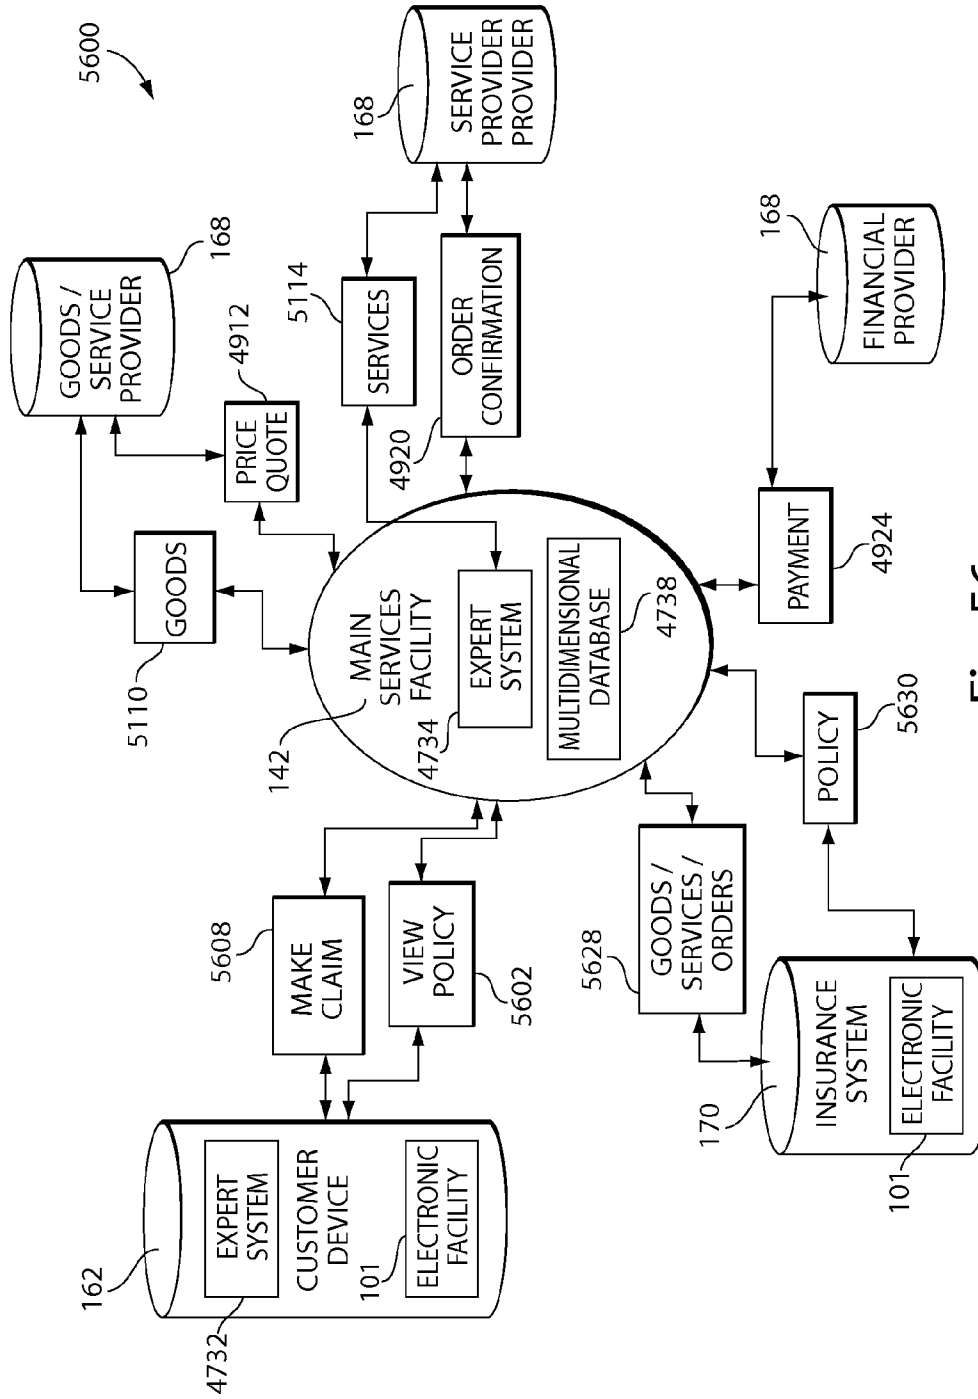 5600
162
EXPERT
SYSTEM
4732
CUSTOMER
DEVICE
101
ELECTRONIC
FACILITY
5608
MAKE
CLAIM
VIEW
POLICY
5602
5110
GOODS
GOODS /
SERVICE
PROVIDER
168
4912
PRICE
QUOTE
142
MAIN
SERVICES
FACILITY
4734
EXPERT
SYSTEM
MULTIDIMENSIONAL
DATABASE
4738
5114
SERVICES
4920
ORDER
CONFIRMATION
168
SERVICE
PROVIDER
PROVIDER
5628
GOODS /
SERVICES /
ORDERS
170
INSURANCE
SYSTEM
101
ELECTRONIC
FACILITY
POLICY
5630
PAYMENT
4924
168
FINANCIAL
PROVIDER